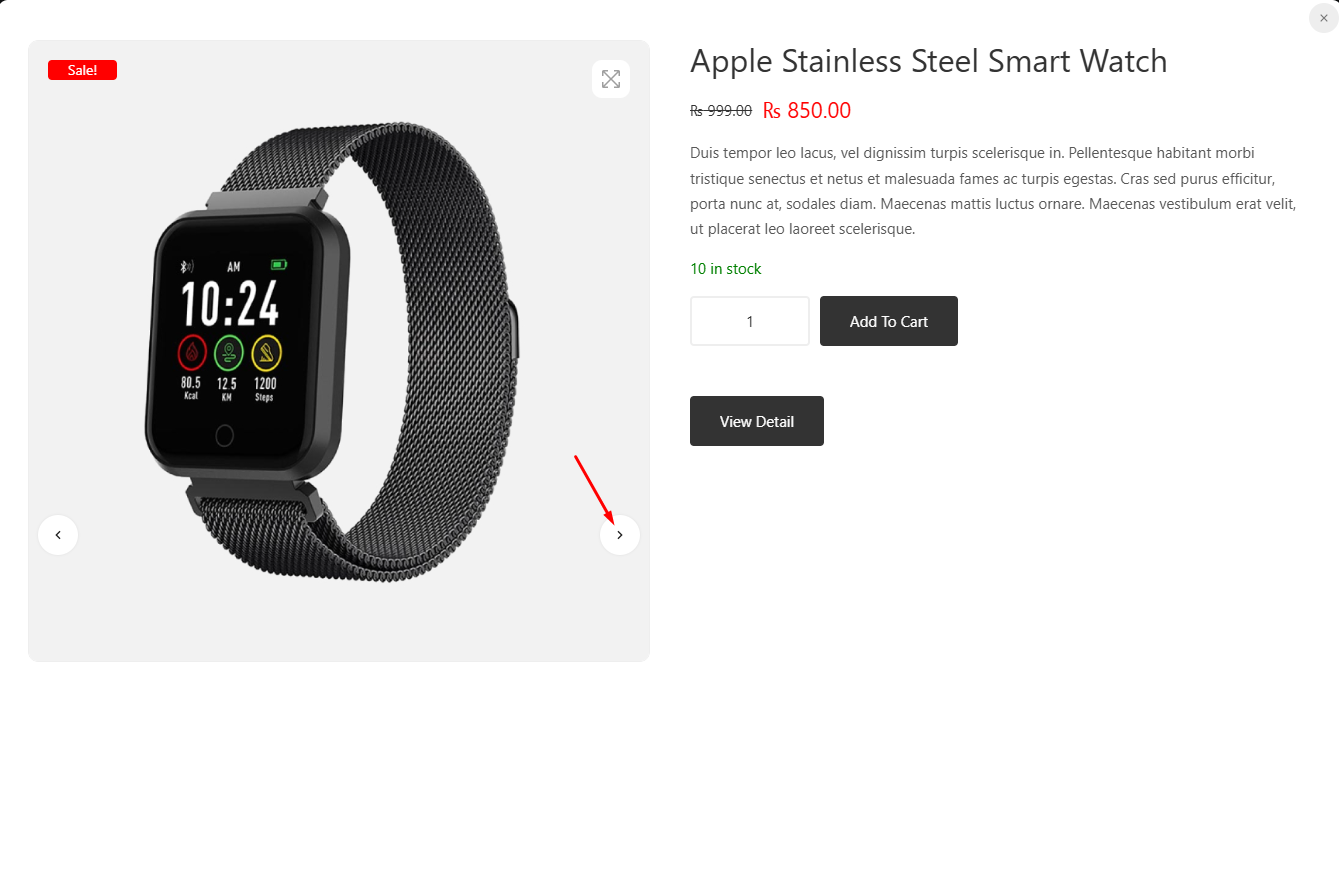 Sale!
AM
10:24
80.5 12.5 1200
Kcal KM Steps
Apple Stainless Steel Smart Watch
₨ 999.00 ₨ 850.00
Duis tempor leo lacus, vel dignissim turpis scelerisque in. Pellentesque habitant morbi
tristique senectus et netus et malesuada fames ac turpis egestas. Cras sed purus efficitur,
porta nunc at, sodales diam. Maecenas mattis luctus ornare. Maecenas vestibulum erat velit,
ut placerat leo laoreet scelerisque.
10 in stock
1
Add To Cart
View Detail